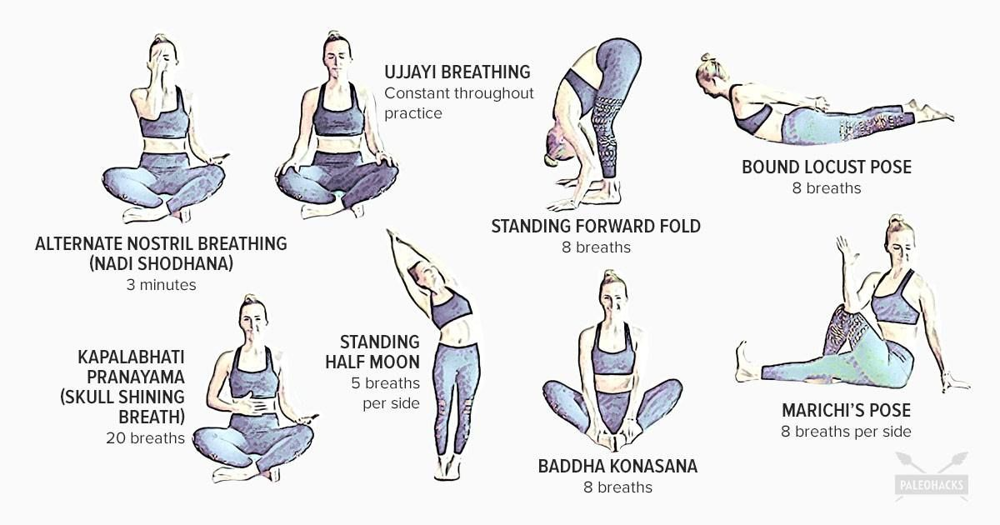 UJJAYI BREATHING
Constant throughout
practice
ALTERNATE NOSTRIL BREATHING
(NADI SHODHANA)
3 minutes
STANDING FORWARD FOLD
8 breaths
BOUND LOCUST POSE
8 breaths
KAPALABHATI
PRANAYAMA
(SKULL SHINING
BREATH)
20 breaths
STANDING
HALF MOON
5 breaths
per side
BADDHA KONASANA
8 breaths
MARICHI’S POSE
8 breaths per side
PALEOHACKS